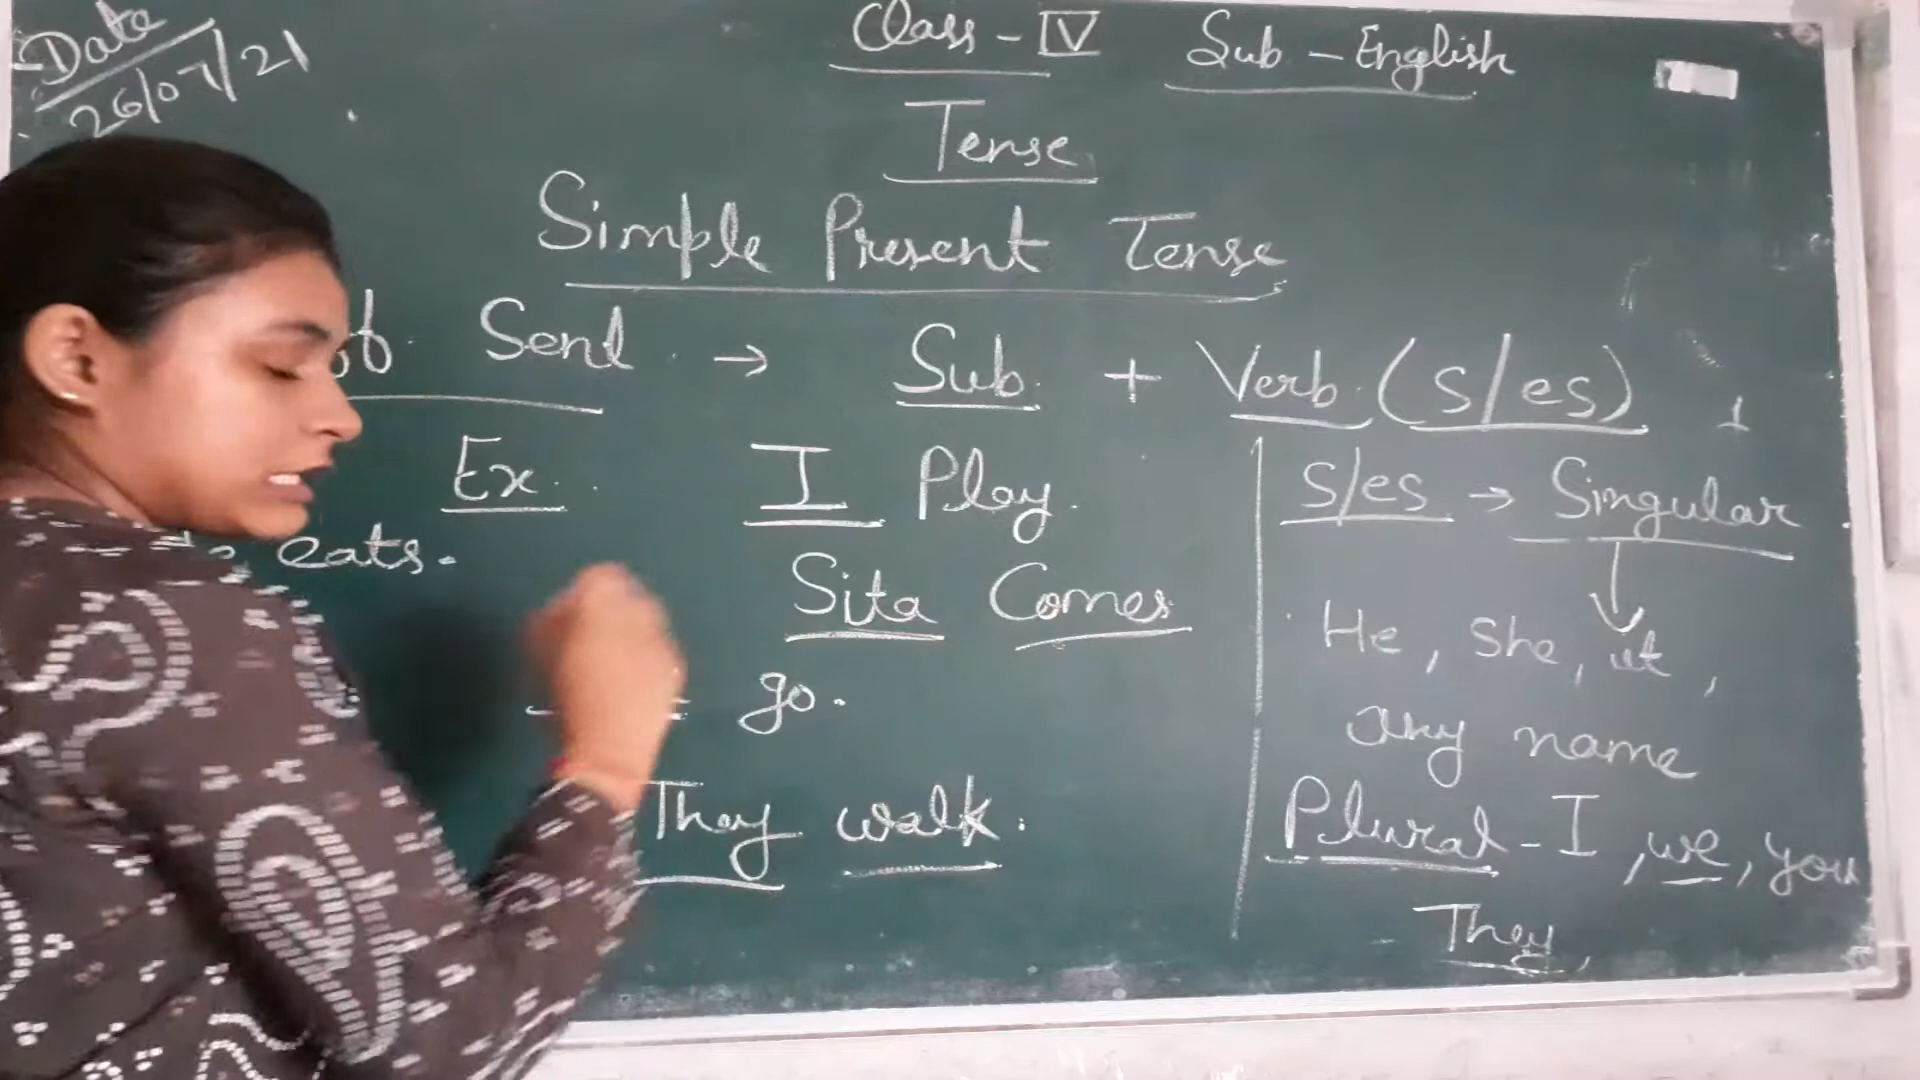 Date
26/07/21
Class - IV Sub - English
Tense
Simple Present Tense
of Sent → Sub + Verb (s/es)
Ex. I Play.
eats.
Sita Comes
go.
They walk.
s/es → Singular
He, She, it,
any name
Plural - I, we, you
They,